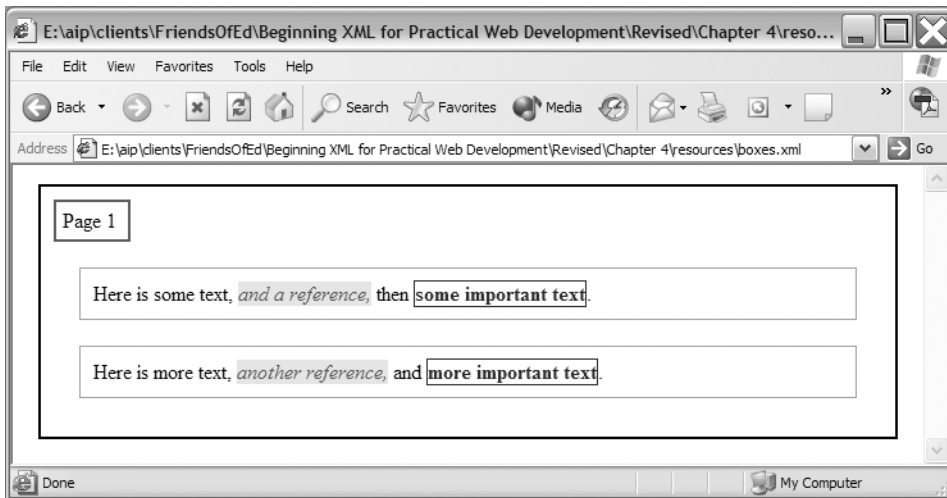 E:\aip\clients\FriendsOfEd\Beginning XML for Practical Web Development\Revised\Chapter 4\reso...
File Edit View Favorites Tools Help
Back Search Favorites Media »
Address E:\aip\clients\FriendsOfEd\Beginning XML for Practical Web Development\Revised\Chapter 4\resources\boxes.xml Go
Page 1
Here is some text, and a reference, then some important text.
Here is more text, another reference, and more important text.
Done My Computer